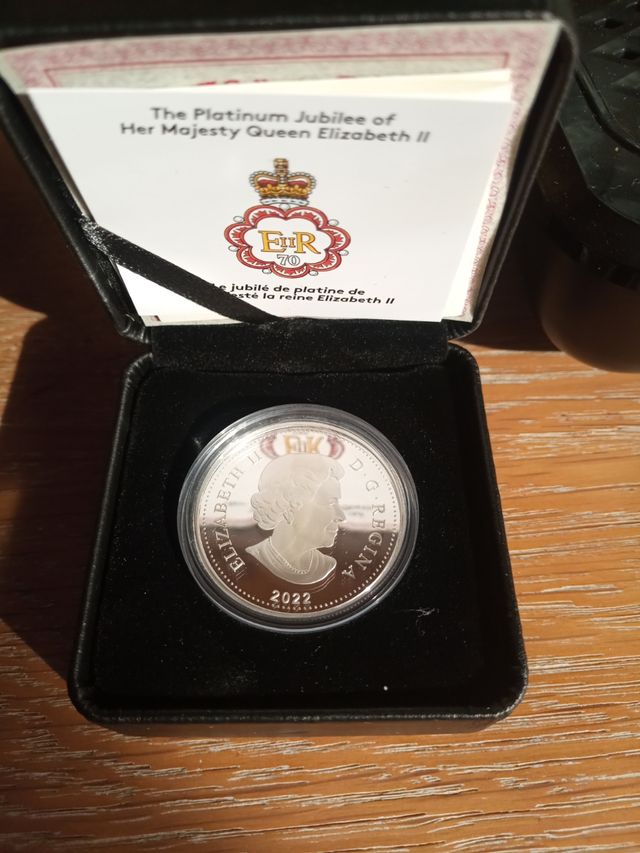 The Platinum Jubilee of
Her Majesty Queen Elizabeth II
EIIR
70
le jubilé de platine de
la reine Elizabeth II
ELIZABETH II D·G·REGINA
2022